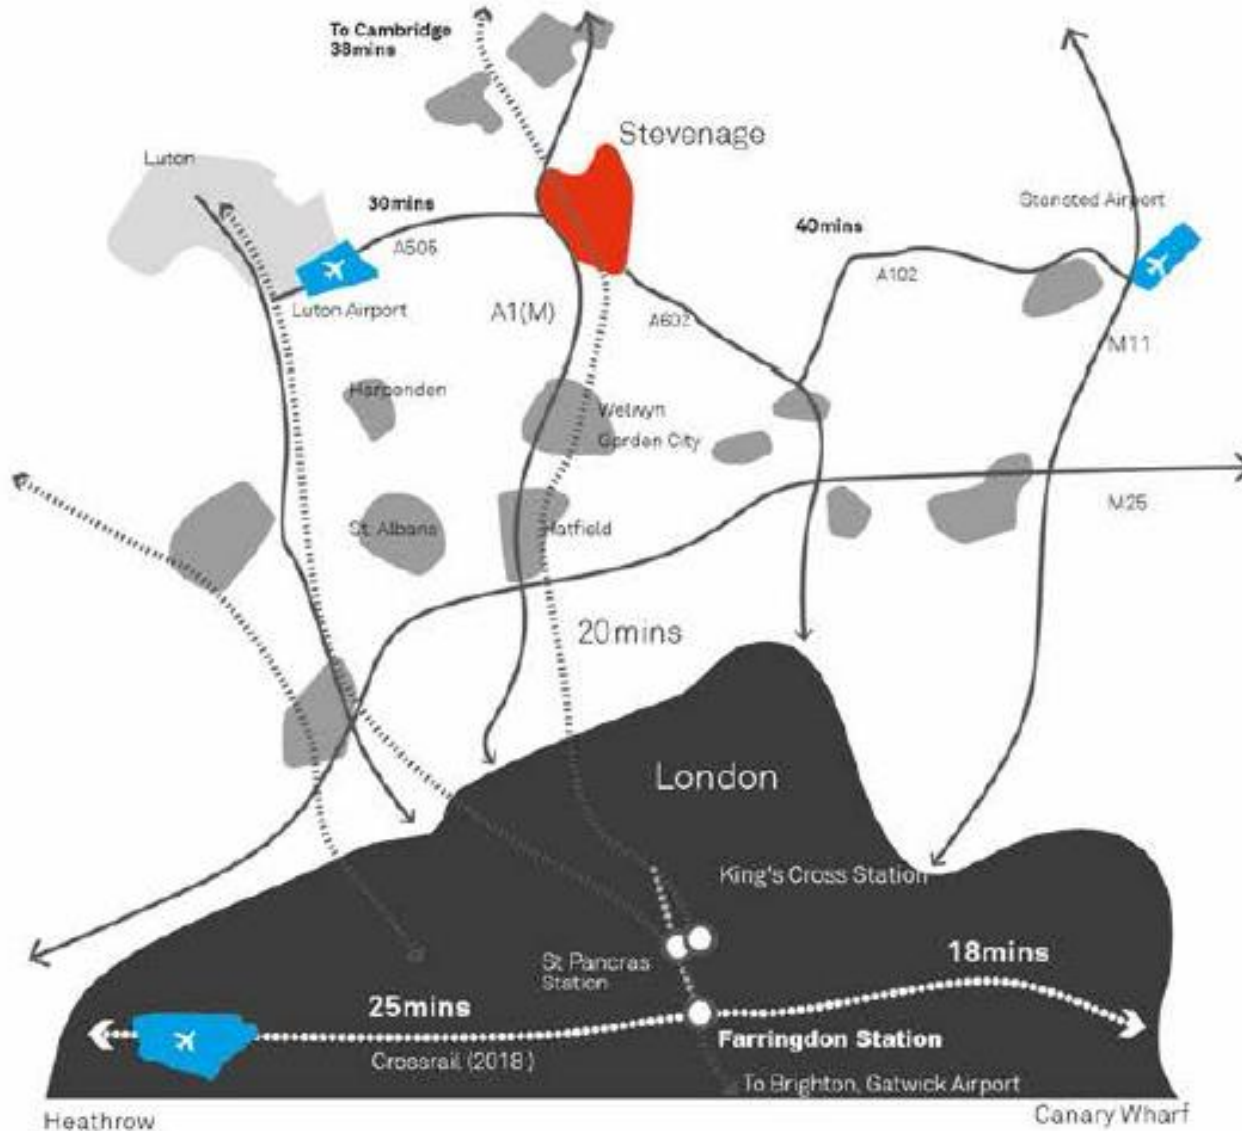 To Cambridge
38mins
Stevenage
Luton
30mins
A505
Stansted Airport
40mins
A102
Luton Airport
A1(M)
A602
M11
Harpenden
Welwyn
Garden City
M25
St. Albans
Hatfield
20mins
London
King's Cross Station
St Pancras
Station
18mins
25mins
Farringdon Station
Crossrail (2018)
To Brighton, Gatwick Airport
Heathrow
Canary Wharf